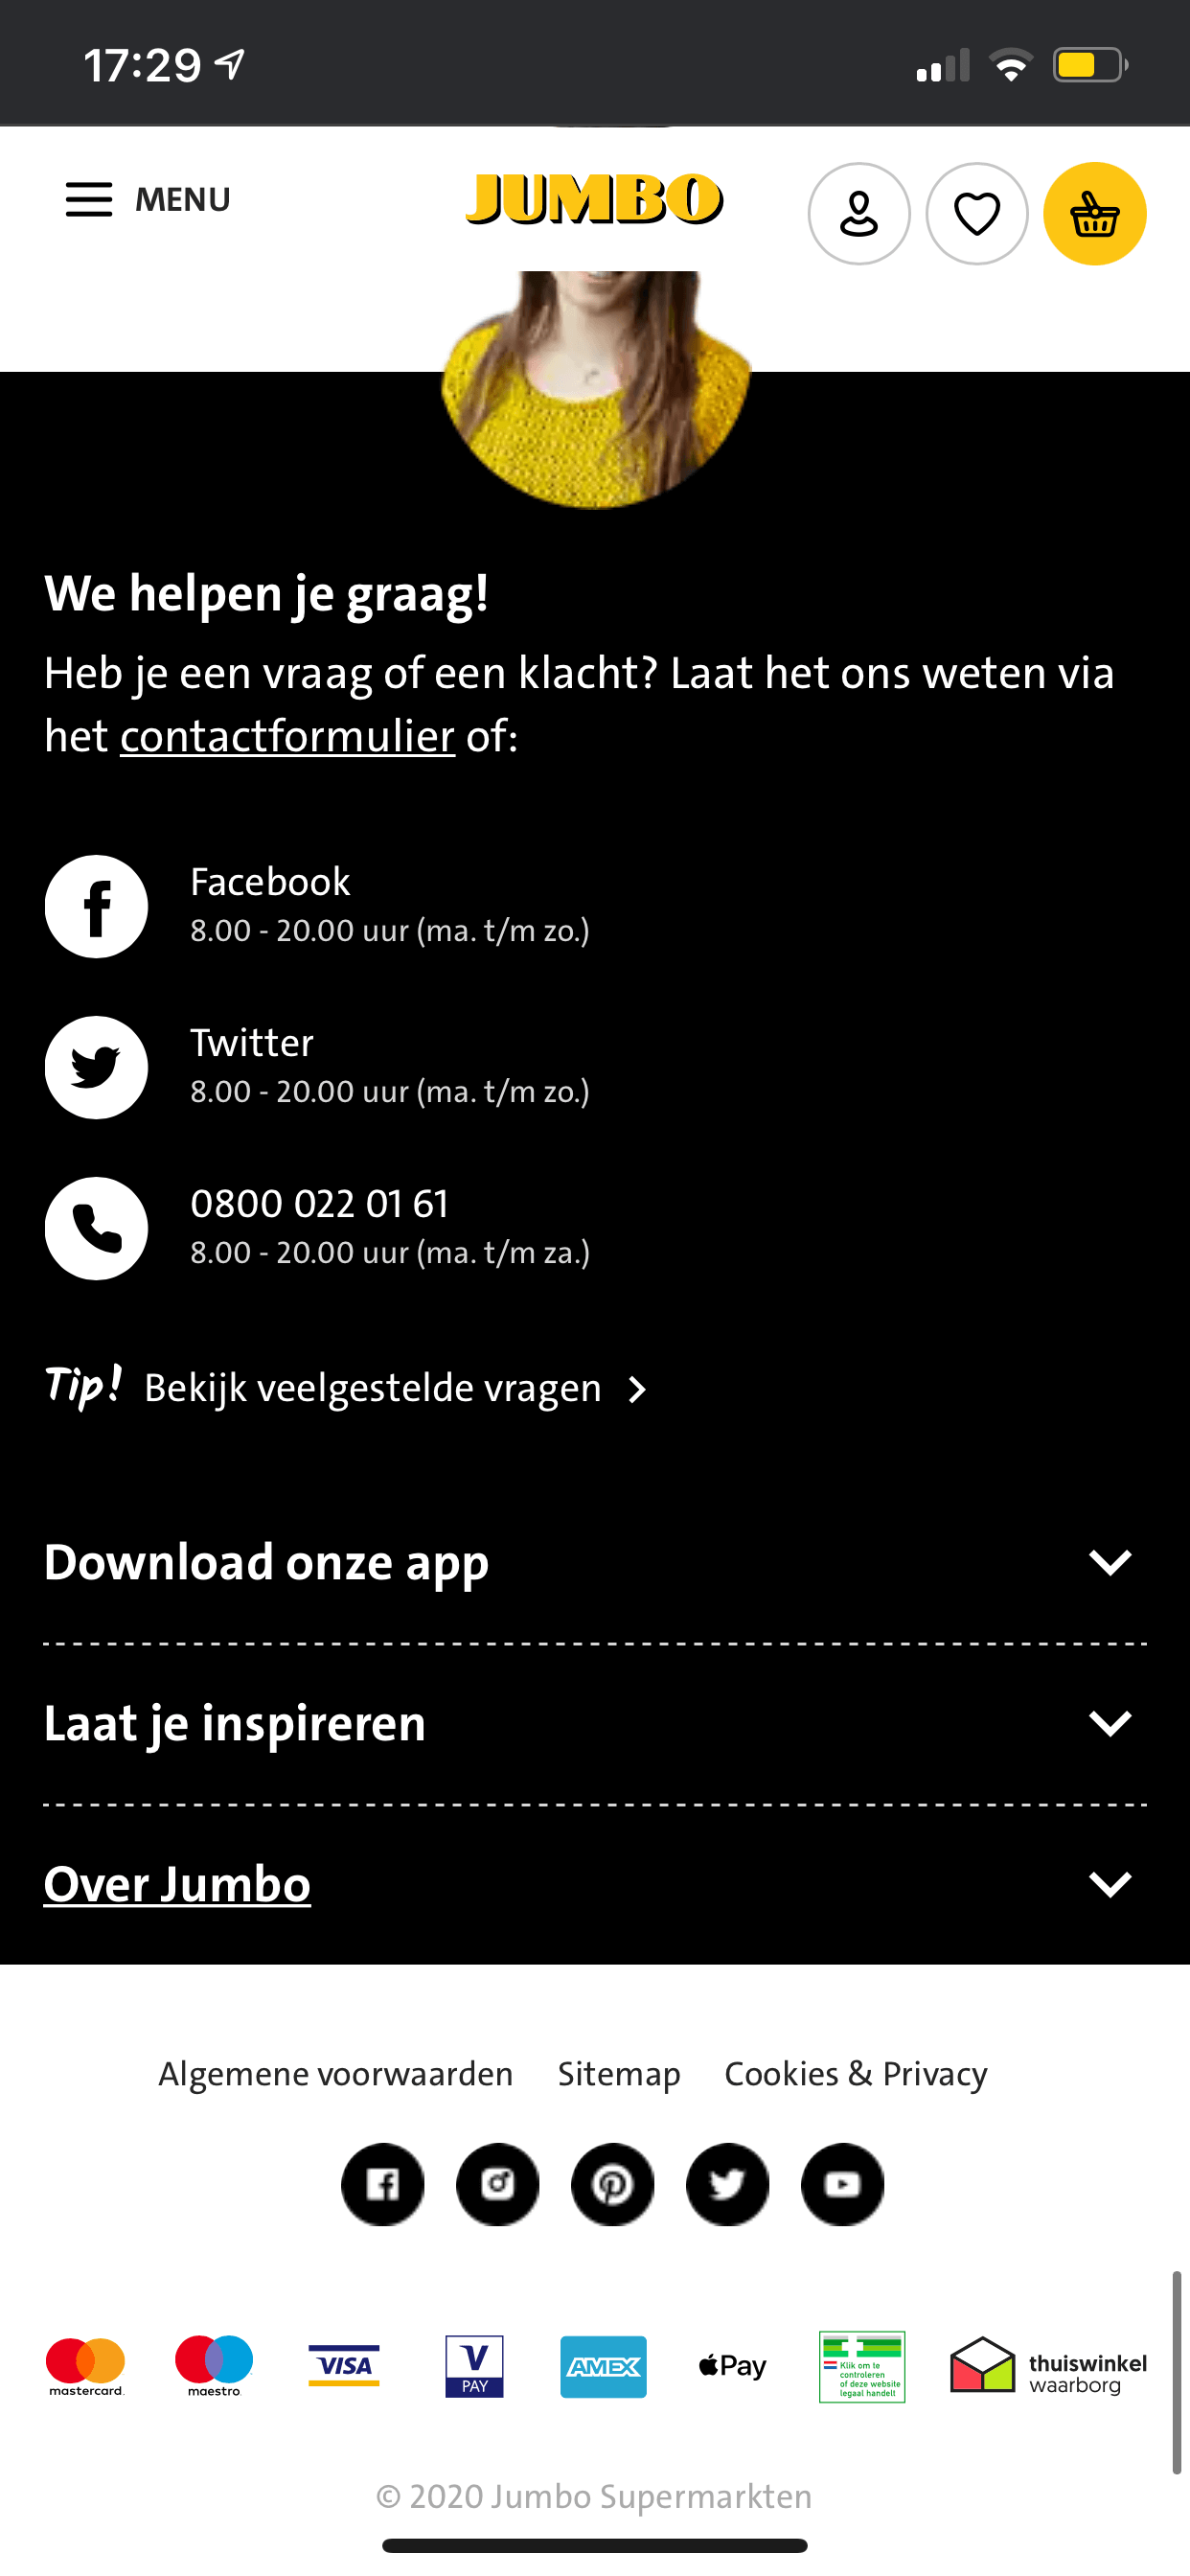 17:29
MENU
JUMBO
We helpen je graag!
Heb je een vraag of een klacht? Laat het ons weten via
het contactformulier of:
Facebook
8.00 - 20.00 uur (ma. t/m zo.)
Twitter
8.00 - 20.00 uur (ma. t/m zo.)
0800 022 01 61
8.00 - 20.00 uur (ma. t/m za.)
Tip! Bekijk veelgestelde vragen
Download onze app
Laat je inspireren
Over Jumbo
Algemene voorwaarden Sitemap Cookies & Privacy
mastercard.
maestro
VISA
V
PAY
AMEX
Pay
Klik om te
controleren
of deze website
legaal handelt
thuiswinkel
waarborg
© 2020 Jumbo Supermarkten